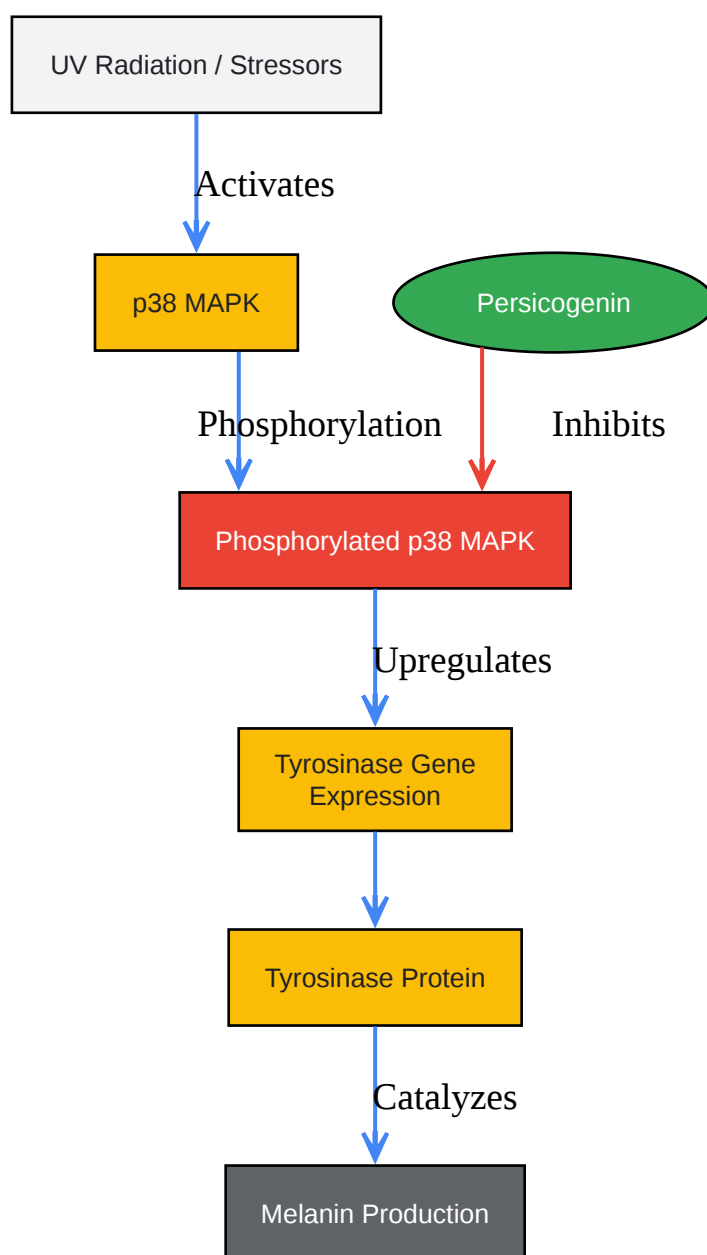 UV Radiation / Stressors
Activates
p38 MAPK
Persicogenin
Phosphorylation
Inhibits
Phosphorylated p38 MAPK
Upregulates
Tyrosinase Gene
Expression
Tyrosinase Protein
Catalyzes
Melanin Production